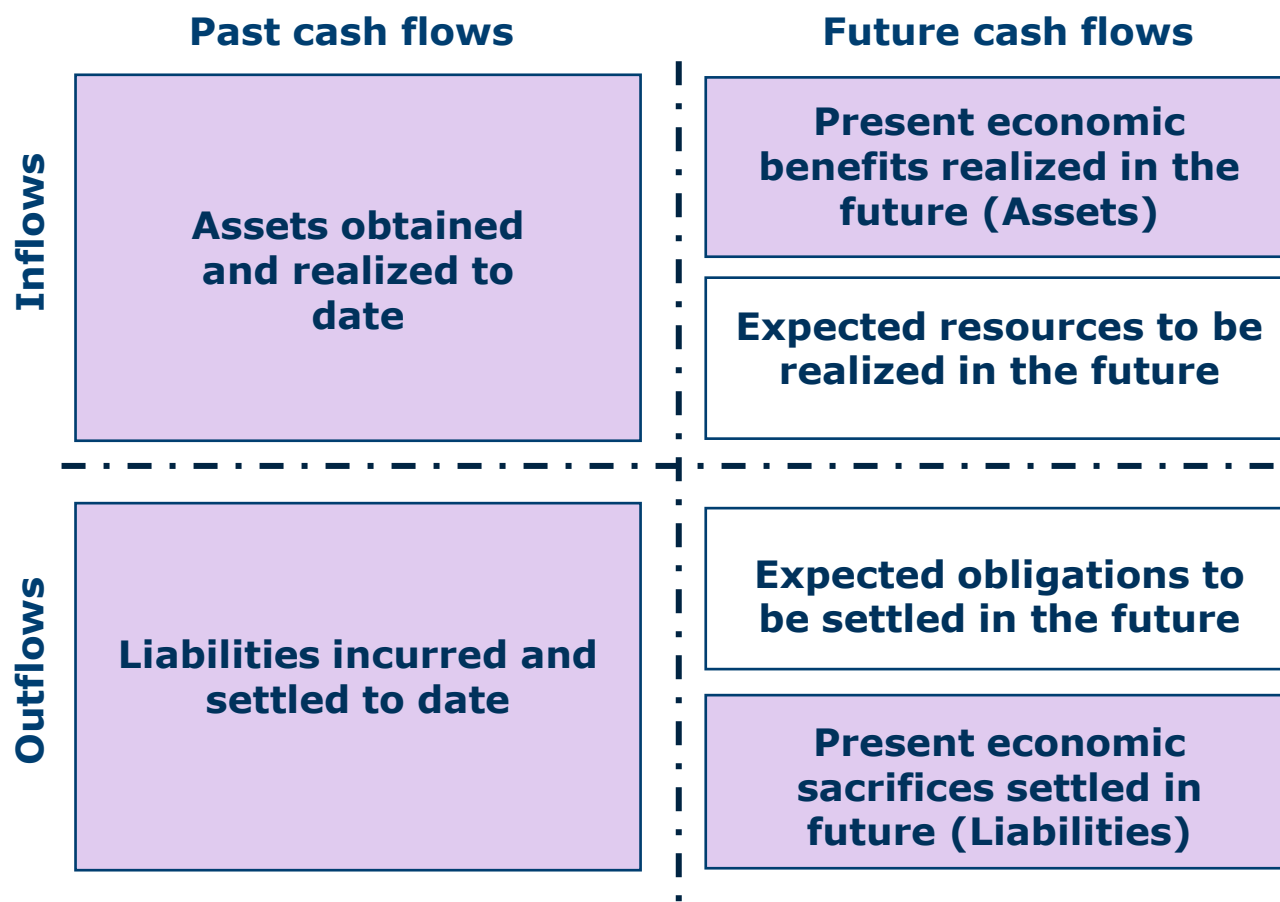 Past cash flows
Future cash flows
Inflows
Assets obtained
and realized to
date
Present economic
benefits realized in the
future (Assets)
Expected resources to be
realized in the future
Outflows
Liabilities incurred and
settled to date
Expected obligations to
be settled in the future
Present economic
sacrifices settled in
future (Liabilities)